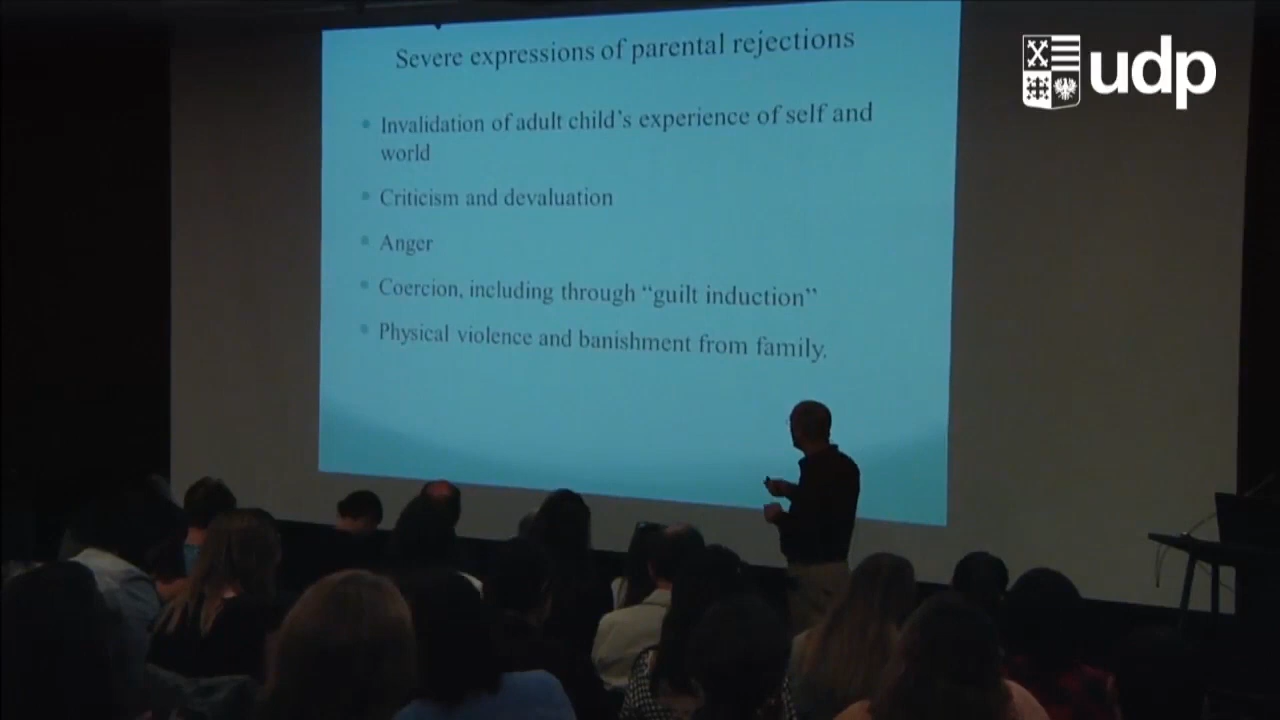 Severe expressions of parental rejections
udp
• Invalidation of adult child's experience of self and
world
• Criticism and devaluation
• Anger
• Coercion, including through “guilt induction”
• Physical violence and banishment from family.